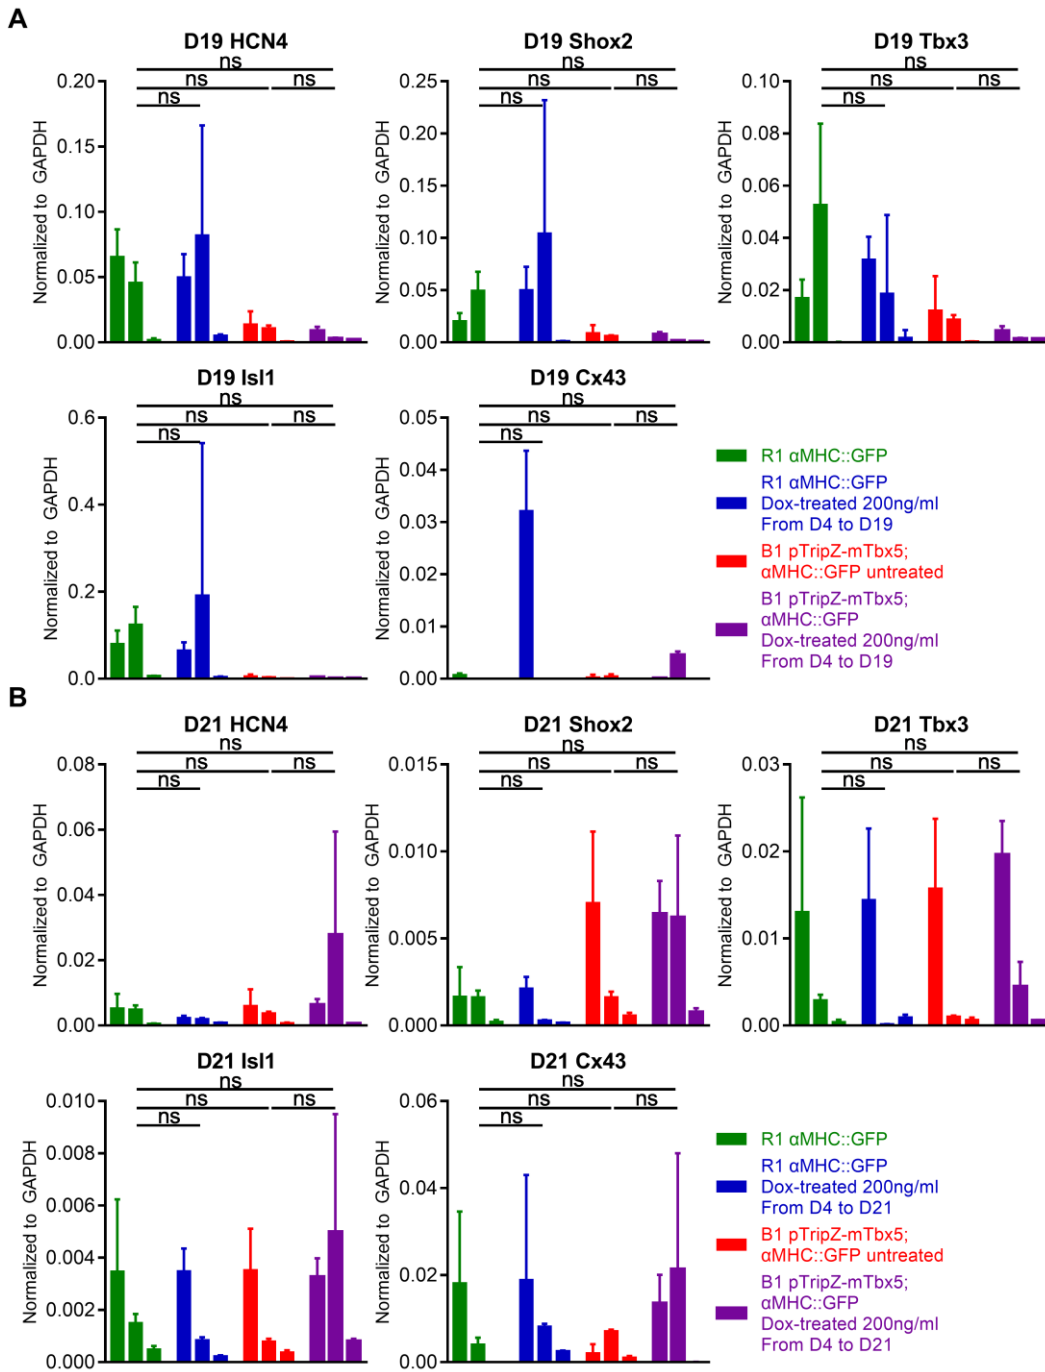 A
D19 HCN4
ns
ns
ns
ns
Normalized to GAPDH
0.20
0.15
0.10
0.05
0.00
D19 Shox2
ns
ns
ns
ns
Normalized to GAPDH
0.25
0.20
0.15
0.10
0.05
0.00
D19 Tbx3
ns
ns
ns
ns
Normalized to GAPDH
0.10
0.08
0.06
0.04
0.02
0.00
D19 Isl1
ns
ns
ns
ns
Normalized to GAPDH
0.6
0.4
0.2
0.0
D19 Cx43
ns
ns
ns
ns
Normalized to GAPDH
0.05
0.04
0.03
0.02
0.01
0.00
R1 αMHC::GFP
R1 αMHC::GFP
Dox-treated 200ng/ml
From D4 to D19
B1 pTripZ-mTbx5;
αMHC::GFP untreated
B1 pTripZ-mTbx5;
αMHC::GFP
Dox-treated 200ng/ml
From D4 to D19
B
D21 HCN4
ns
ns
ns
ns
Normalized to GAPDH
0.08
0.06
0.04
0.02
0.00
D21 Shox2
ns
ns
ns
ns
Normalized to GAPDH
0.015
0.010
0.005
0.000
D21 Tbx3
ns
ns
ns
ns
Normalized to GAPDH
0.03
0.02
0.01
0.00
D21 Isl1
ns
ns
ns
ns
Normalized to GAPDH
0.010
0.008
0.006
0.004
0.002
0.000
D21 Cx43
ns
ns
ns
ns
Normalized to GAPDH
0.06
0.04
0.02
0.00
R1 αMHC::GFP
R1 αMHC::GFP
Dox-treated 200ng/ml
From D4 to D21
B1 pTripZ-mTbx5;
αMHC::GFP untreated
B1 pTripZ-mTbx5;
αMHC::GFP
Dox-treated 200ng/ml
From D4 to D21